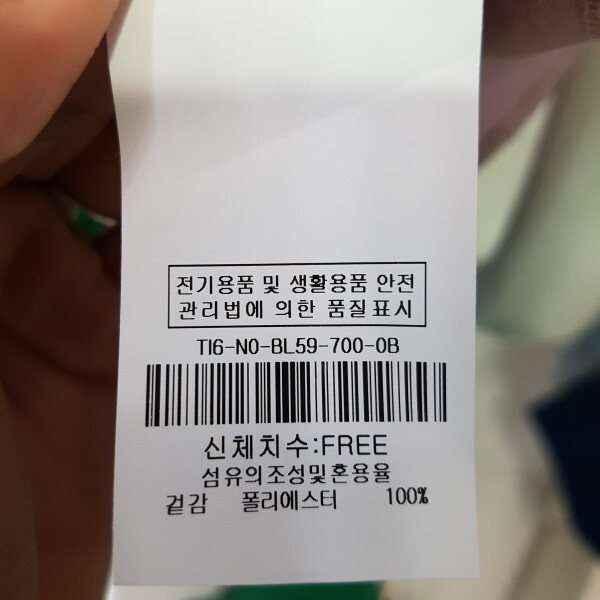 전기용품 및 생활용품 안전
관리법에 의한 품질표시
TI6-NO-BL59-700-0B
신체치수:FREE
섬유의조성및혼용율
겉감 폴리에스터 100%